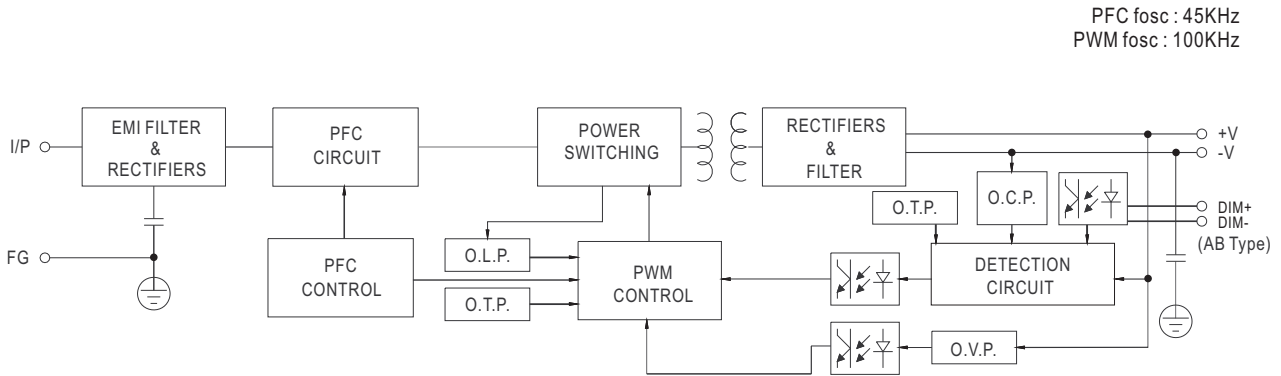 PFC fosc : 45KHz
PWM fosc : 100KHz
I/P
EMI FILTER
&
RECTIFIERS
PFC
CIRCUIT
POWER
SWITCHING
RECTIFIERS
&
FILTER
+V
-V
O.T.P.
O.C.P.
DIM+
DIM-
(AB Type)
FG
PFC
CONTROL
O.L.P.
O.T.P.
PWM
CONTROL
DETECTION
CIRCUIT
O.V.P.